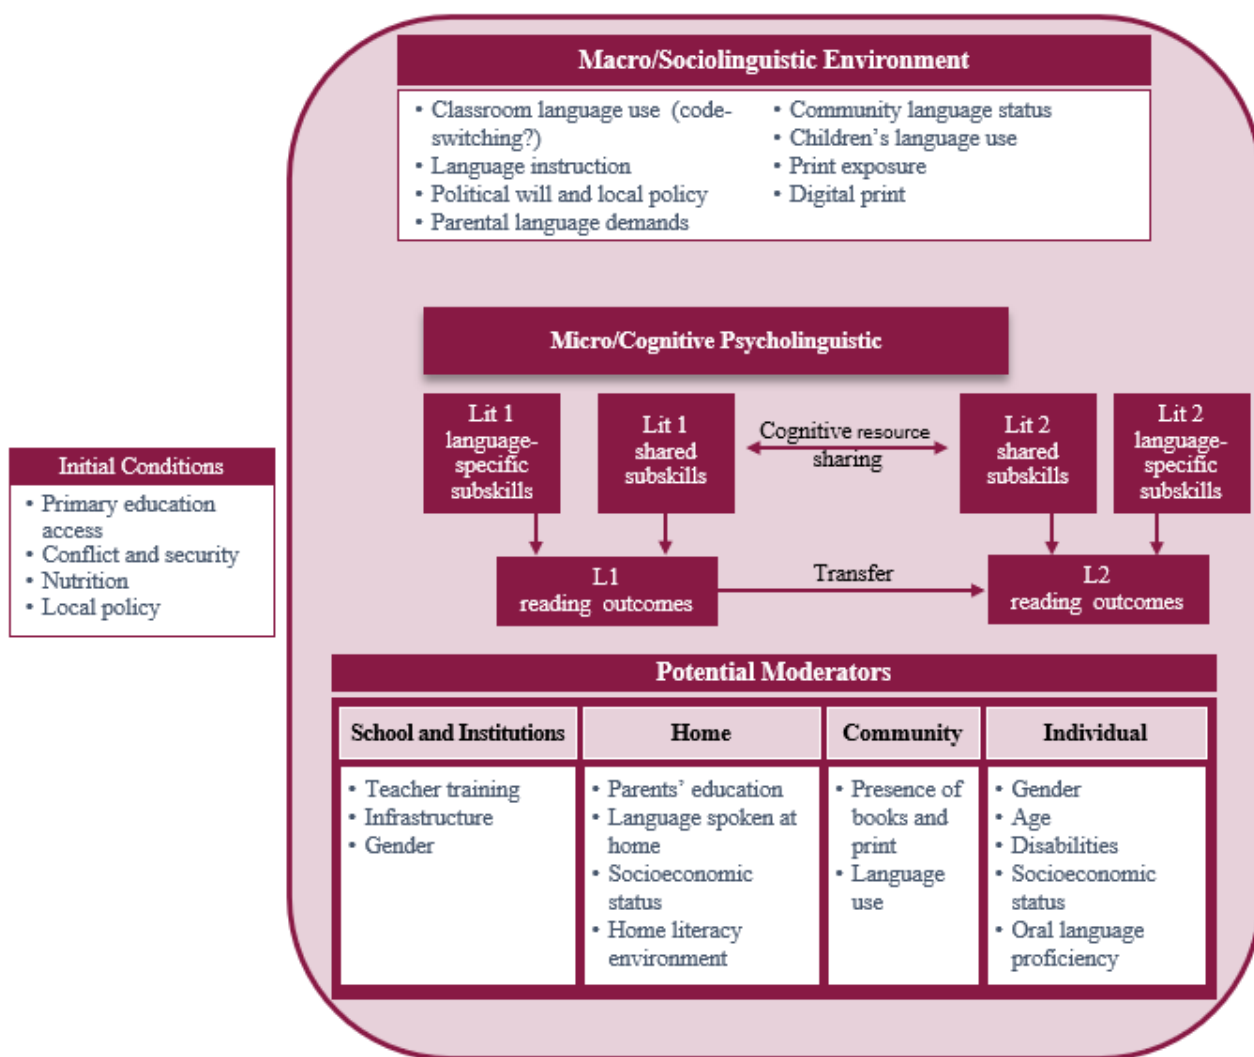 Macro/Sociolinguistic Environment
• Classroom language use (code-
switching?)
• Language instruction
• Political will and local policy
• Parental language demands
• Community language status
• Children's language use
• Print exposure
• Digital print
Micro/Cognitive Psycholinguistic
Lit 1
language-
specific
subskills
Lit 1
shared
subskills
Cognitive resource
sharing
Lit 2
shared
subskills
Lit 2
language-
specific
subskills
Initial Conditions
• Primary education
access
• Conflict and security
• Nutrition
• Local policy
L1
reading outcomes
Transfer
L2
reading outcomes
Potential Moderators
School and Institutions
• Teacher training
• Infrastructure
• Gender
Home
• Parents' education
• Language spoken at
home
• Socioeconomic
status
• Home literacy
environment
Community
• Presence of
books and
print
• Language
use
Individual
• Gender
• Age
• Disabilities
• Socioeconomic
status
• Oral language
proficiency